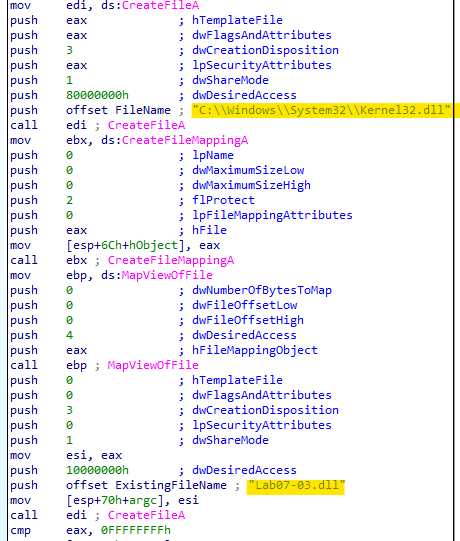 mov edi, ds:CreateFileA
push eax ; hTemplateFile
push eax ; dwFlagsAndAttributes
push 3 ; dwCreationDisposition
push eax ; lpSecurityAttributes
push 1 ; dwShareMode
push 80000000h ; dwDesiredAccess
push offset FileName ; "C:\\Windows\\System32\\Kernel32.dll"
call edi ; CreateFileA
mov ebx, ds:CreateFileMappingA
push 0 ; lpName
push 0 ; dwMaximumSizeLow
push 0 ; dwMaximumSizeHigh
push 2 ; flProtect
push 0 ; lpFileMappingAttributes
push eax ; hFile
mov [esp+6Ch+hObject], eax
call ebx ; CreateFileMappingA
mov ebp, ds:MapViewOfFile
push 0 ; dwNumberOfBytesToMap
push 0 ; dwFileOffsetLow
push 0 ; dwFileOffsetHigh
push 4 ; dwDesiredAccess
push eax ; hFileMappingObject
call ebp ; MapViewOfFile
push 0 ; hTemplateFile
push 0 ; dwFlagsAndAttributes
push 3 ; dwCreationDisposition
push 0 ; lpSecurityAttributes
push 1 ; dwShareMode
mov esi, eax
push 10000000h ; dwDesiredAccess
push offset ExistingFileName ; "Lab07-03.dll"
mov [esp+70h+argc], esi
call edi ; CreateFileA
cmp eax, 0FFFFFFFFh